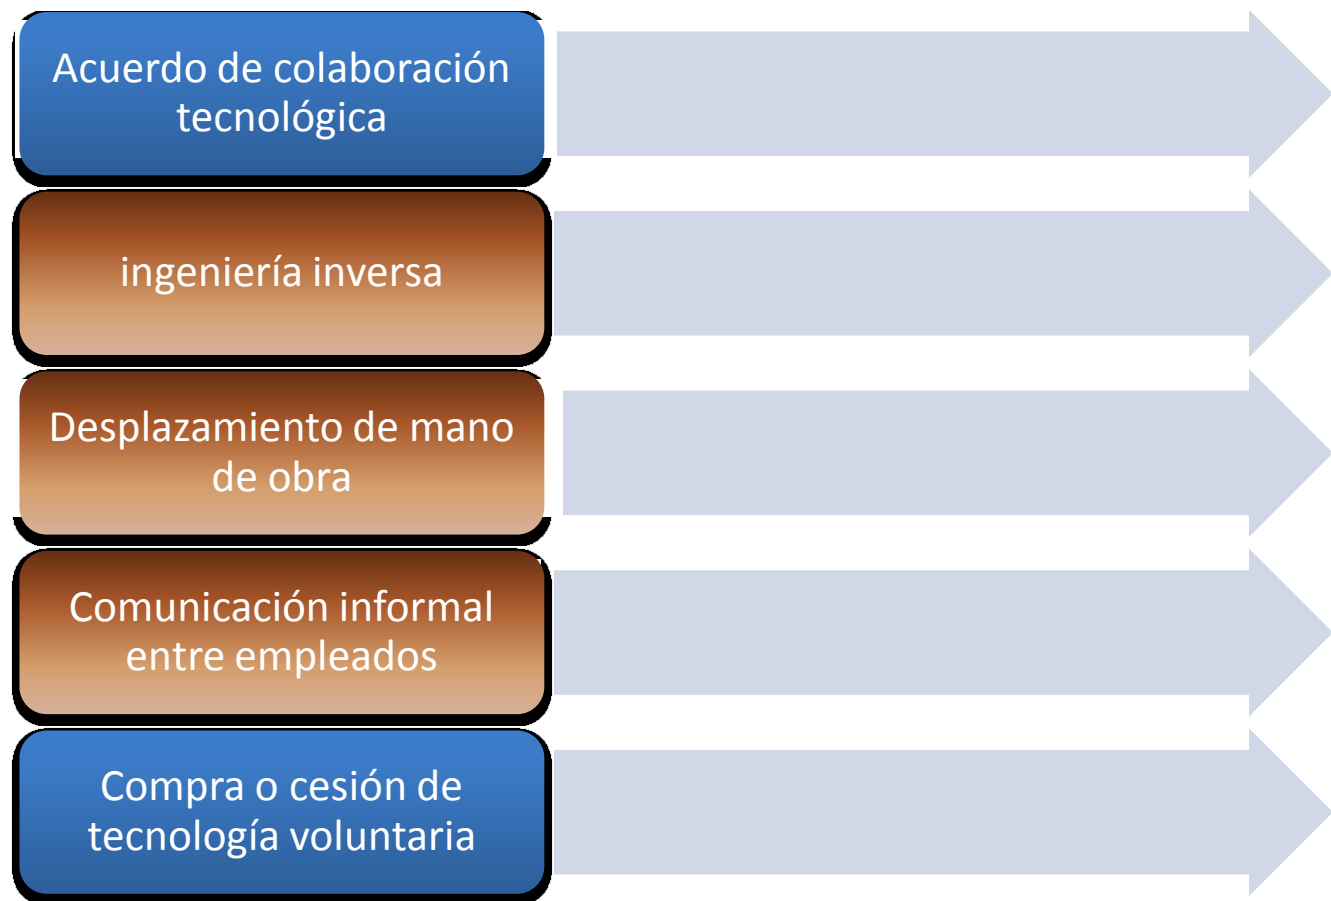 Acuerdo de colaboración
tecnológica
ingeniería inversa
Desplazamiento de mano
de obra
Comunicación informal
entre empleados
Compra o cesión de
tecnología voluntaria